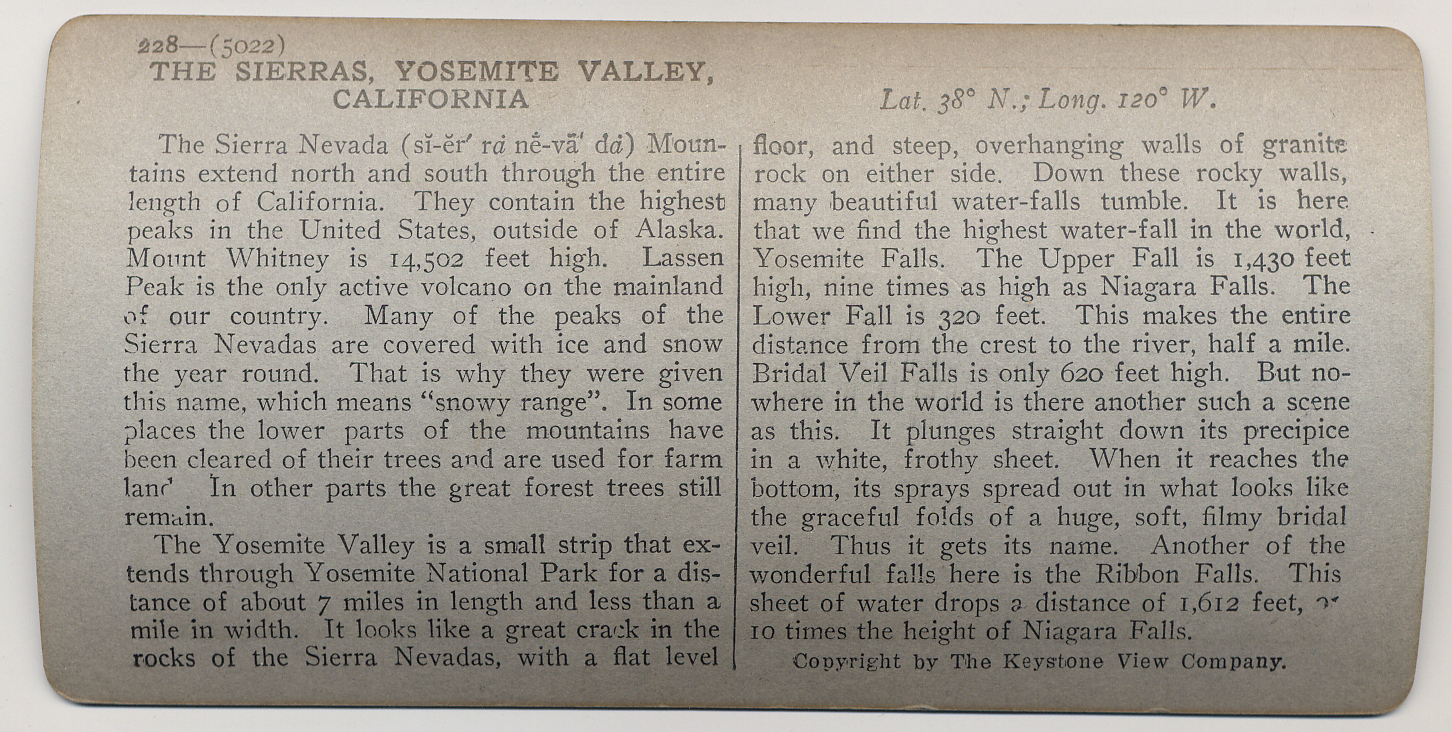 228—(5022)
THE SIERRAS, YOSEMITE VALLEY,
CALIFORNIA
The Sierra Nevada (sĭ-ĕr′ rȧ nē̍-vä′ dȧ) Moun-
tains extend north and south through the entire
length of California. They contain the highest
peaks in the United States, outside of Alaska.
Mount Whitney is 14,502 feet high. Lassen
Peak is the only active volcano on the mainland
of our country. Many of the peaks of the
Sierra Nevadas are covered with ice and snow
the year round. That is why they were given
this name, which means “snowy range”. In some
places the lower parts of the mountains have
been cleared of their trees and are used for farm
land In other parts the great forest trees still
remain.
The Yosemite Valley is a small strip that ex-
tends through Yosemite National Park for a dis-
tance of about 7 miles in length and less than a
mile in width. It looks like a great crack in the
rocks of the Sierra Nevadas, with a flat level
Lat. 38° N.; Long. 120° W.
floor, and steep, overhanging walls of granite
rock on either side. Down these rocky walls,
many beautiful water-falls tumble. It is here
that we find the highest water-fall in the world,
Yosemite Falls. The Upper Fall is 1,430 feet
high, nine times as high as Niagara Falls. The
Lower Fall is 320 feet. This makes the entire
distance from the crest to the river, half a mile.
Bridal Veil Falls is only 620 feet high. But no-
where in the world is there another such a scene
as this. It plunges straight down its precipice
in a white, frothy sheet. When it reaches the
bottom, its sprays spread out in what looks like
the graceful folds of a huge, soft, filmy bridal
veil. Thus it gets its name. Another of the
wonderful falls here is the Ribbon Falls. This
sheet of water drops a distance of 1,612 feet, or
10 times the height of Niagara Falls.
Copyright by The Keystone View Company.